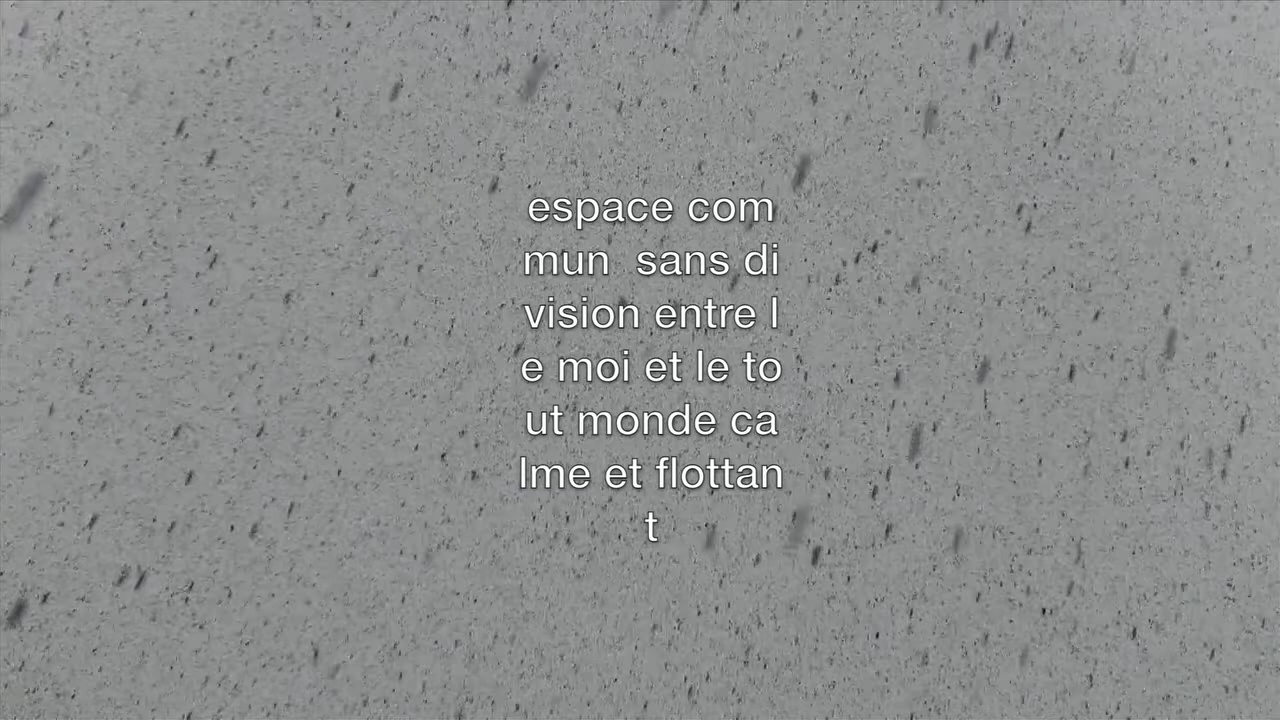 espace com
mun  sans di
vision entre l
e moi et le to
ut monde ca
lme et flottan
t